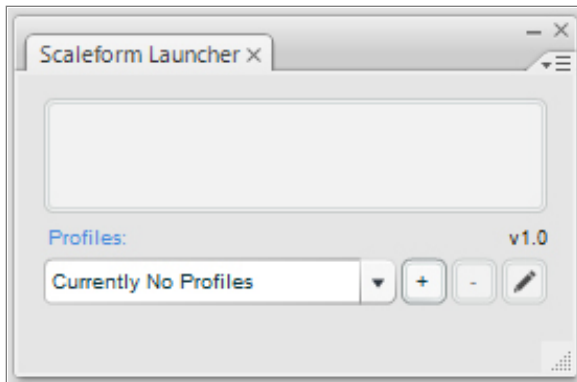 Scaleform Launcher
Profiles:
v1.0
Currently No Profiles
+
-